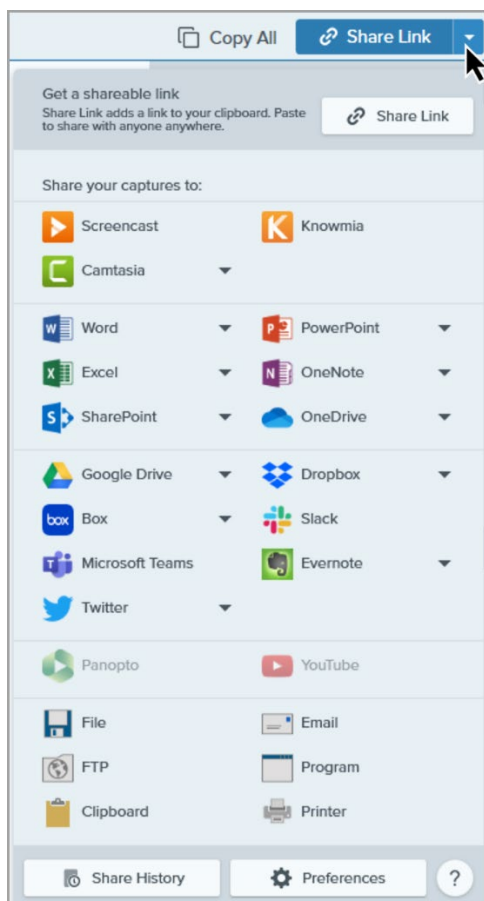 Copy All
Share Link
Get a shareable link
Share Link adds a link to your clipboard. Paste
to share with anyone anywhere.
Share Link
Share your captures to:
Screencast
Knowmia
Camtasia
Word
PowerPoint
Excel
OneNote
SharePoint
OneDrive
Google Drive
Dropbox
box
Box
Slack
Microsoft Teams
Evernote
Twitter
Panopto
YouTube
File
Email
FTP
Program
Clipboard
Printer
Share History
Preferences
?